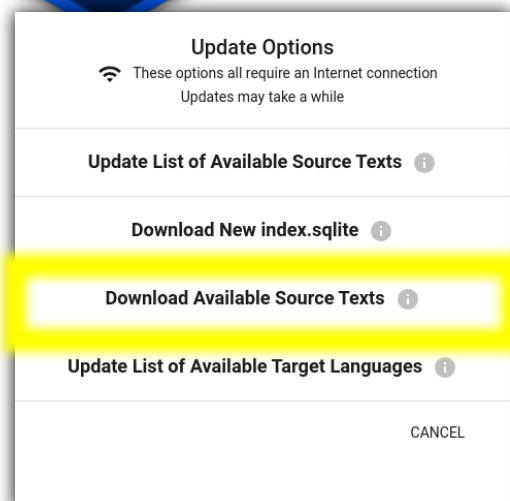 Update Options
These options all require an Internet connection
Updates may take a while
Update List of Available Source Texts
Download New index.sqlite
Download Available Source Texts
Update List of Available Target Languages
CANCEL